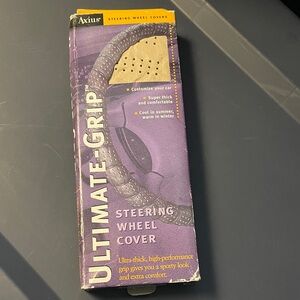 Axius
STEERING WHEEL COVERS
Customize your car
Super thick
and comfortable
Cool in summer,
warm in winter
ULTIMATE-GRIP™
STEERING
WHEEL
COVER
Ultra-thick, high-performance
grip gives you a sporty look
and extra comfort.